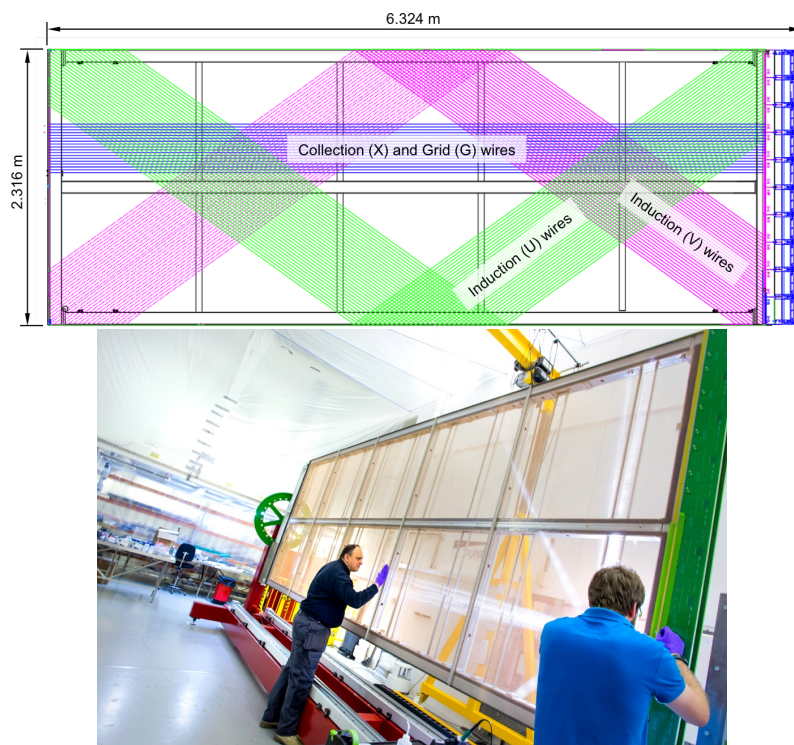 6.324 m
2.316 m
Collection (X) and Grid (G) wires
Induction (U) wires
Induction (V) wires